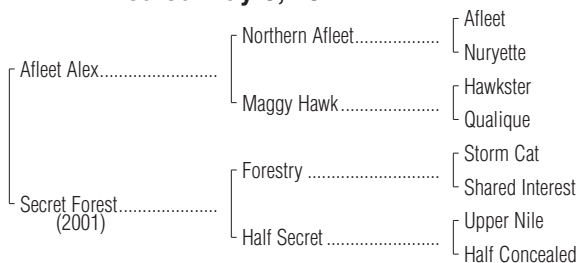 Afleet
Northern Afleet
Nuryette
Afleet Alex
Hawkster
Maggy Hawk
Qualique
Storm Cat
Forestry
Shared Interest
Secret Forest
(2001)
Upper Nile
Half Secret
Half Concealed